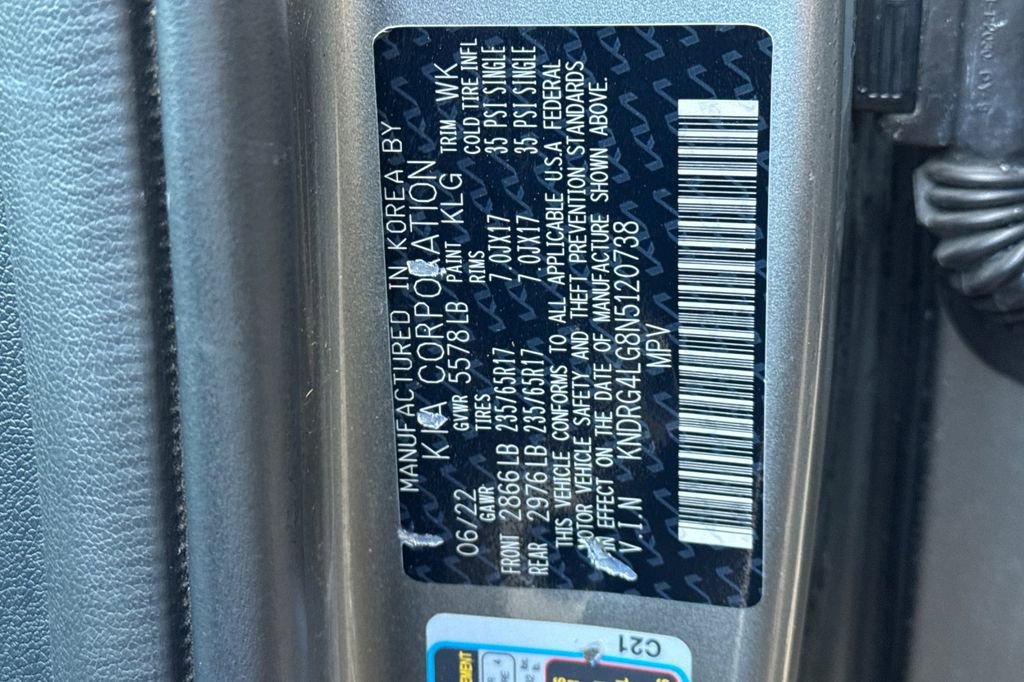 MANUFACTURED IN KOREA BY
KIA CORPORATION
06/22 GVWR 5578LB PAINT KLG TRIM WK
GAWR TIRES RIMS COLD TIRE INFL
FRONT 2866LB 235/65R17 7.0JX17 35 PSI SINGLE
REAR 2976LB 235/65R17 7.0JX17 35 PSI SINGLE
THIS VEHICLE CONFORMS TO ALL APPLICABLE U.S.A FEDERAL
MOTOR VEHICLE SAFETY AND THEFT PREVENTION STANDARDS
IN EFFECT ON THE DATE OF MANUFACTURE SHOWN ABOVE.
V.I.N KNDRG4LG8N5120738
MPV
C21